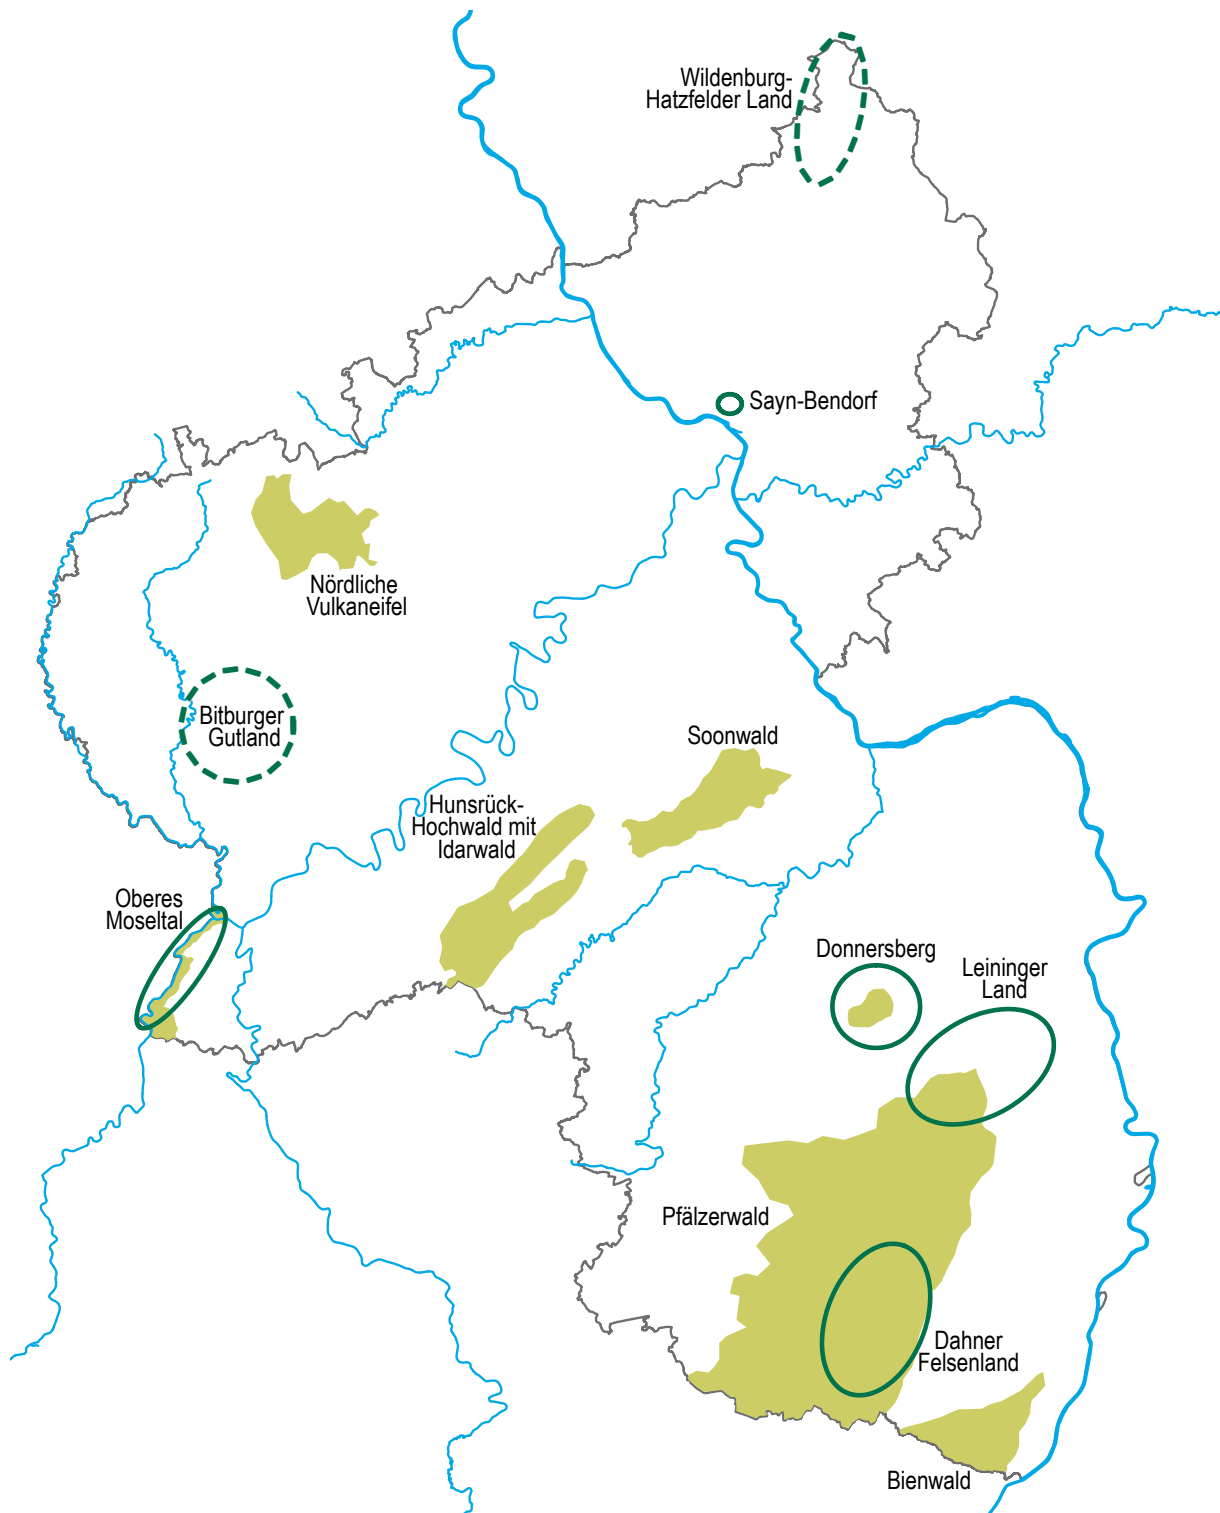 Wildenburg-
Hatzfelder Land
Sayn-Bendorf
Nördliche
Vulkaneifel
Bitburger
Gutland
Soonwald
Hunsrück-
Hochwald mit
Idarwald
Oberes
Moseltal
Donnersberg
Leininger
Land
Pfälzerwald
Dahner
Felsenland
Bienwald